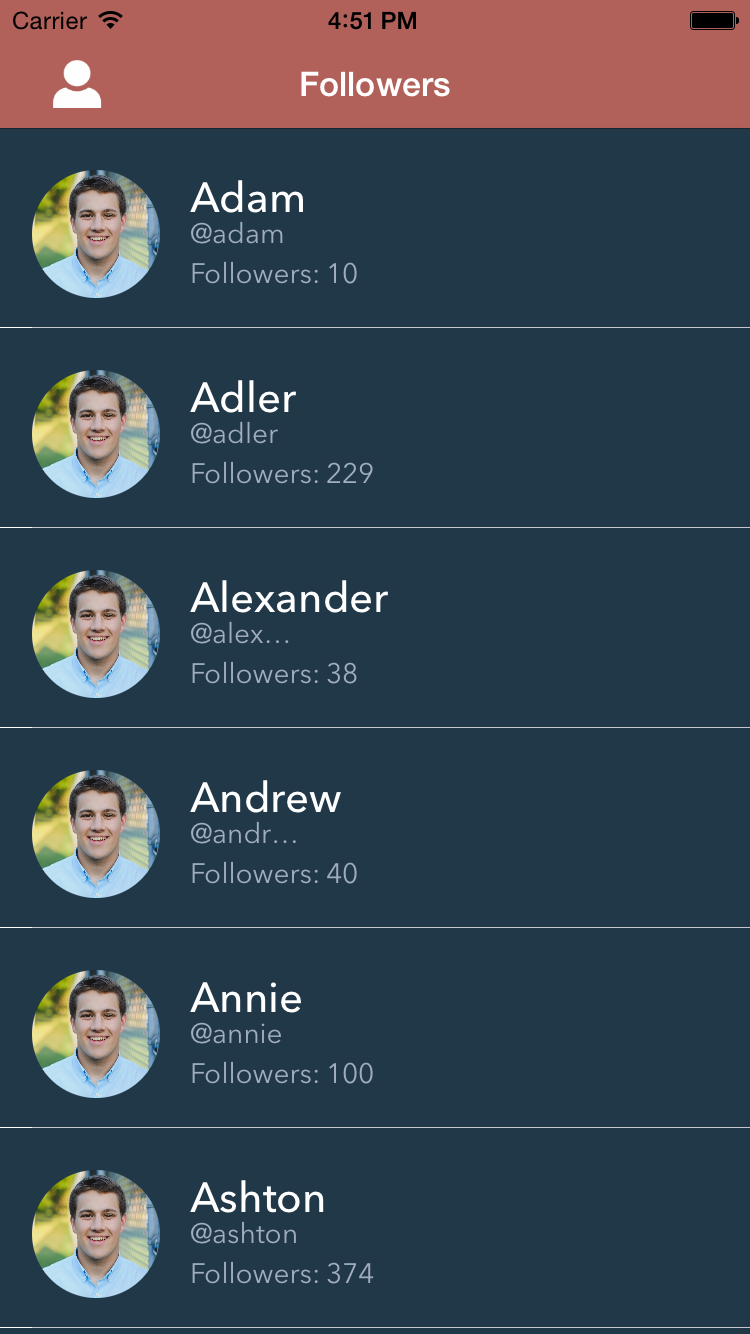 Carrier 4:51 PM
Followers
Adam
@adam
Followers: 10
Adler
@adler
Followers: 229
Alexander
@alex...
Followers: 38
Andrew
@andr...
Followers: 40
Annie
@annie
Followers: 100
Ashton
@ashton
Followers: 374